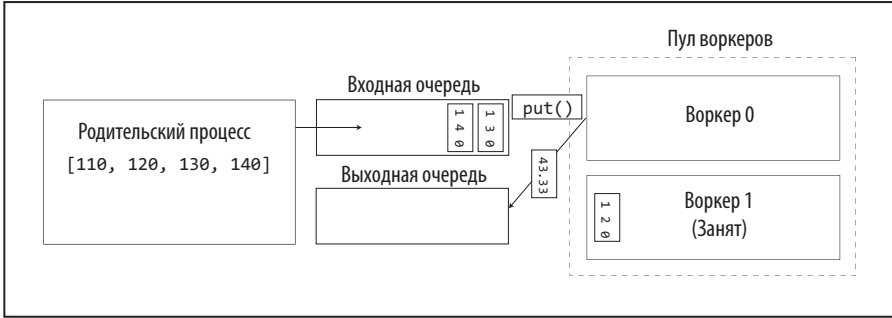 Пул воркеров
Входная очередь
put()
Воркер 0
Родительский процесс
[110, 120, 130, 140]
140
130
43.33
Выходная очередь
120
Воркер 1
(Занят)